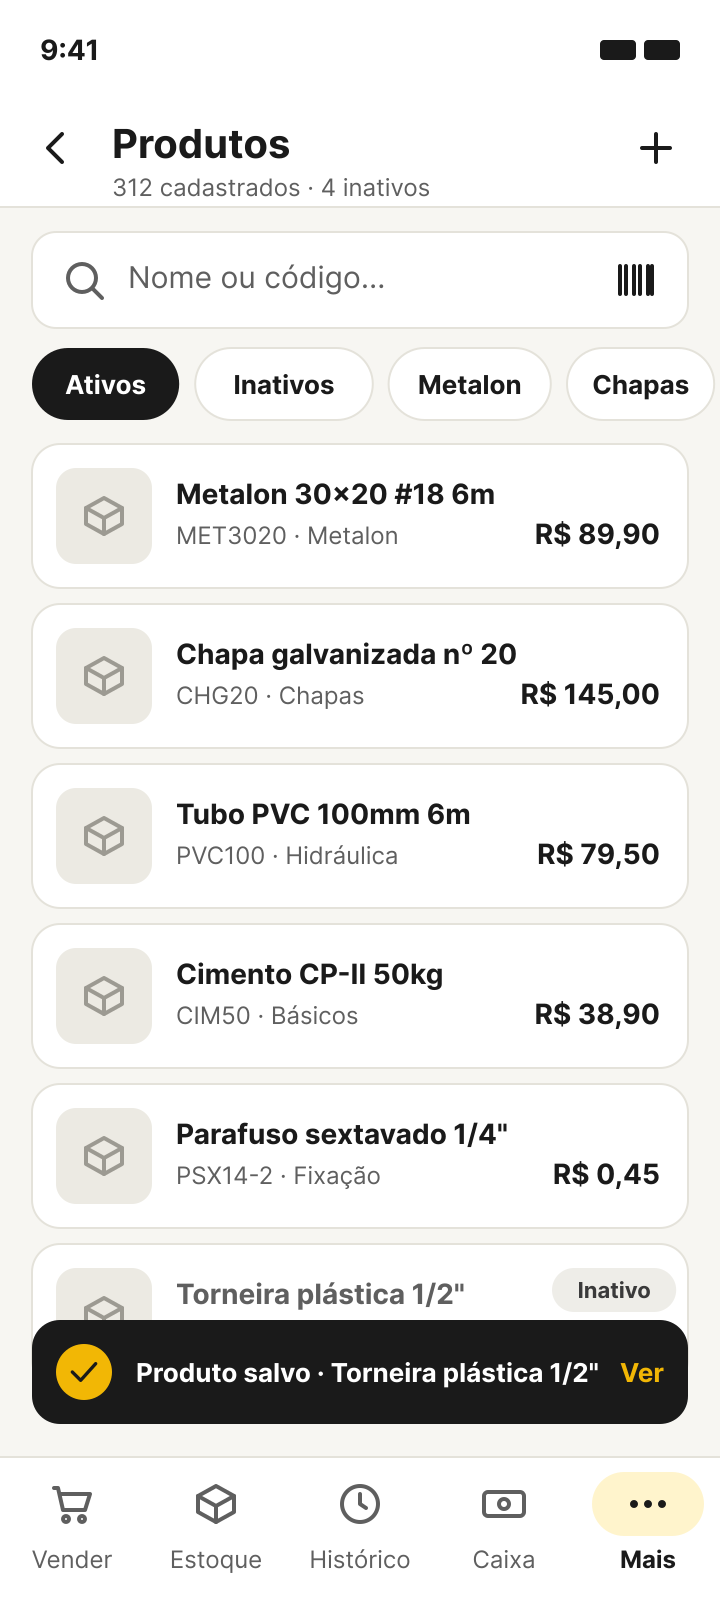 9:41
Produtos
312 cadastrados · 4 inativos
Nome ou código...
Ativos Inativos Metalon Chapas
Metalon 30×20 #18 6m
MET3020 · Metalon R$ 89,90
Chapa galvanizada nº 20
CHG20 · Chapas R$ 145,00
Tubo PVC 100mm 6m
PVC100 · Hidráulica R$ 79,50
Cimento CP-II 50kg
CIM50 · Básicos R$ 38,90
Parafuso sextavado 1/4"
PSX14-2 · Fixação R$ 0,45
Torneira plástica 1/2" Inativo
Produto salvo · Torneira plástica 1/2" Ver
Vender Estoque Histórico Caixa Mais